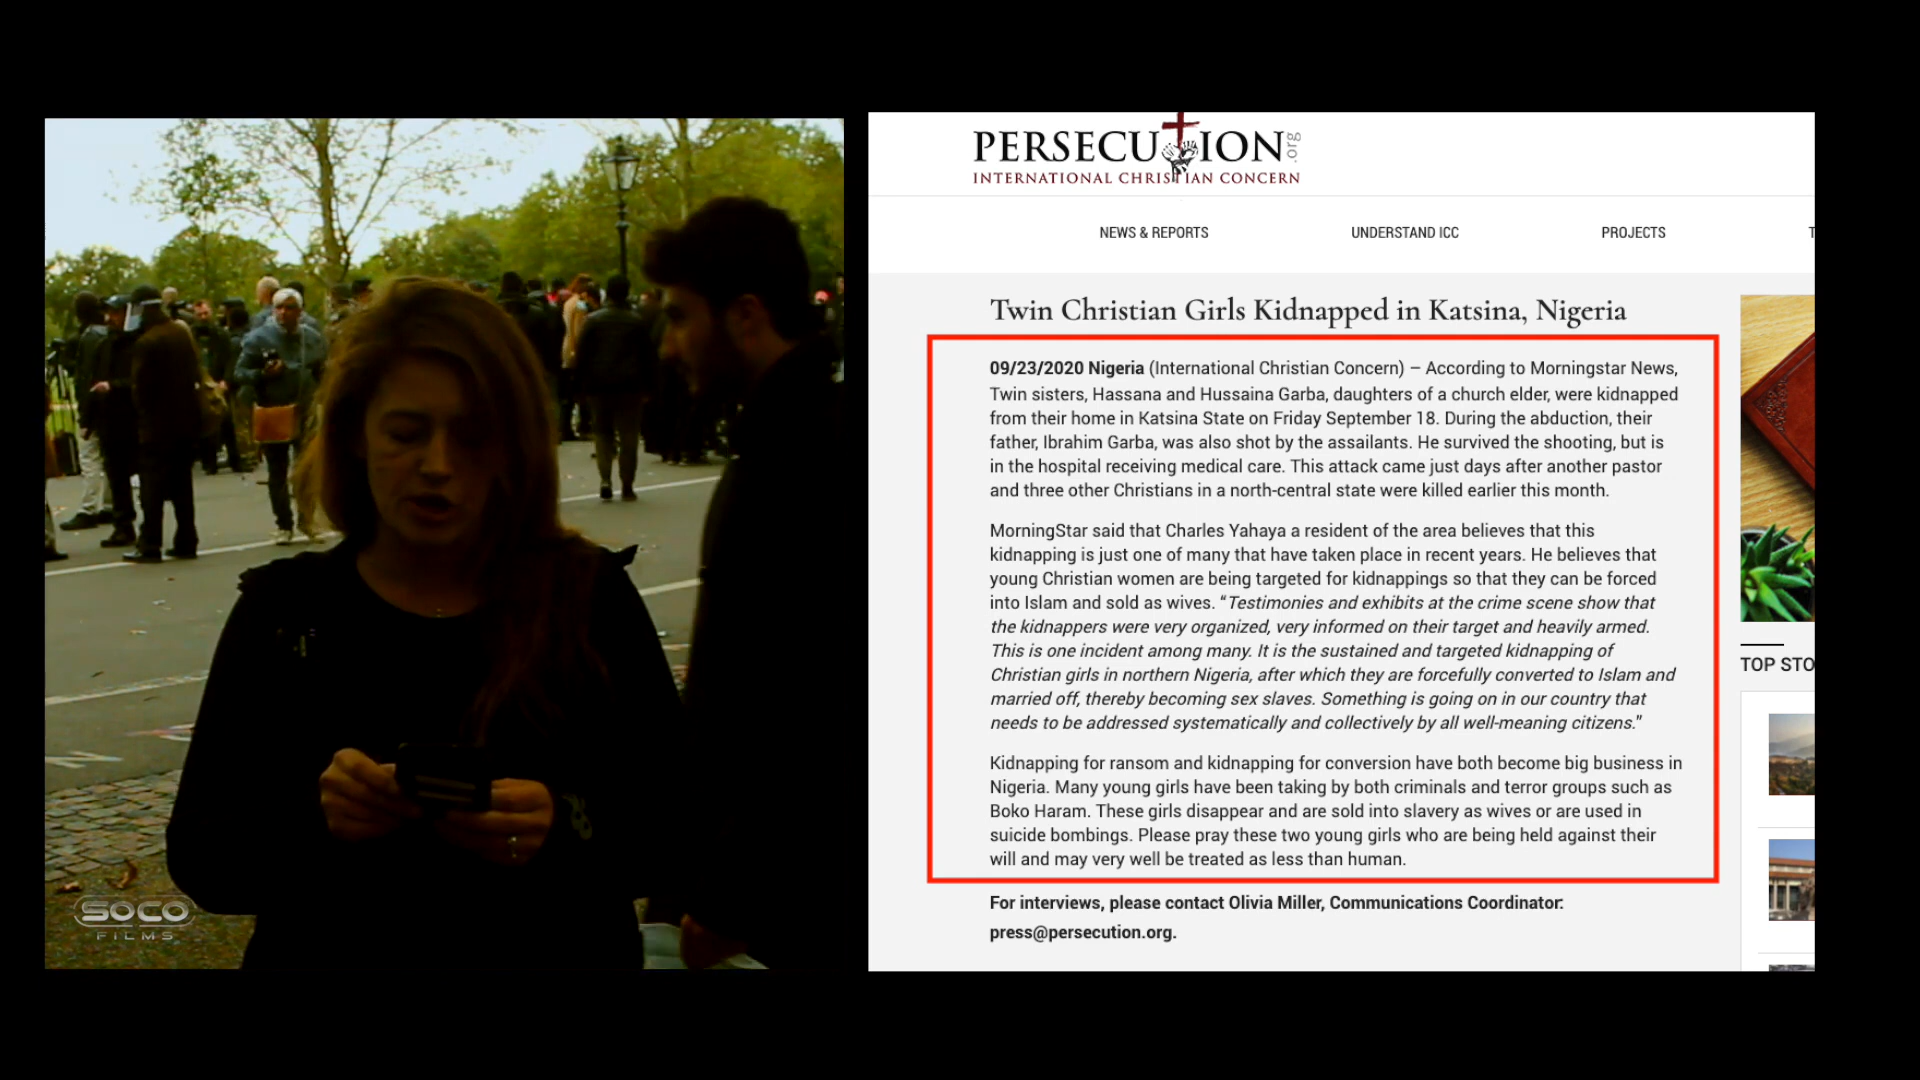 SOCO
FILMS
PERSECUTION.org
INTERNATIONAL CHRISTIAN CONCERN
NEWS & REPORTS UNDERSTAND ICC PROJECTS T
Twin Christian Girls Kidnapped in Katsina, Nigeria
09/23/2020 Nigeria (International Christian Concern) – According to Morningstar News,
Twin sisters, Hassana and Hussaina Garba, daughters of a church elder, were kidnapped
from their home in Katsina State on Friday September 18. During the abduction, their
father, Ibrahim Garba, was also shot by the assailants. He survived the shooting, but is
in the hospital receiving medical care. This attack came just days after another pastor
and three other Christians in a north-central state were killed earlier this month.
MorningStar said that Charles Yahaya a resident of the area believes that this
kidnapping is just one of many that have taken place in recent years. He believes that
young Christian women are being targeted for kidnappings so that they can be forced
into Islam and sold as wives. “Testimonies and exhibits at the crime scene show that
the kidnappers were very organized, very informed on their target and heavily armed.
This is one incident among many. It is the sustained and targeted kidnapping of
Christian girls in northern Nigeria, after which they are forcefully converted to Islam and
married off, thereby becoming sex slaves. Something is going on in our country that
needs to be addressed systematically and collectively by all well-meaning citizens.”
Kidnapping for ransom and kidnapping for conversion have both become big business in
Nigeria. Many young girls have been taking by both criminals and terror groups such as
Boko Haram. These girls disappear and are sold into slavery as wives or are used in
suicide bombings. Please pray these two young girls who are being held against their
will and may very well be treated as less than human.
For interviews, please contact Olivia Miller, Communications Coordinator:
press@persecution.org.
TOP STO